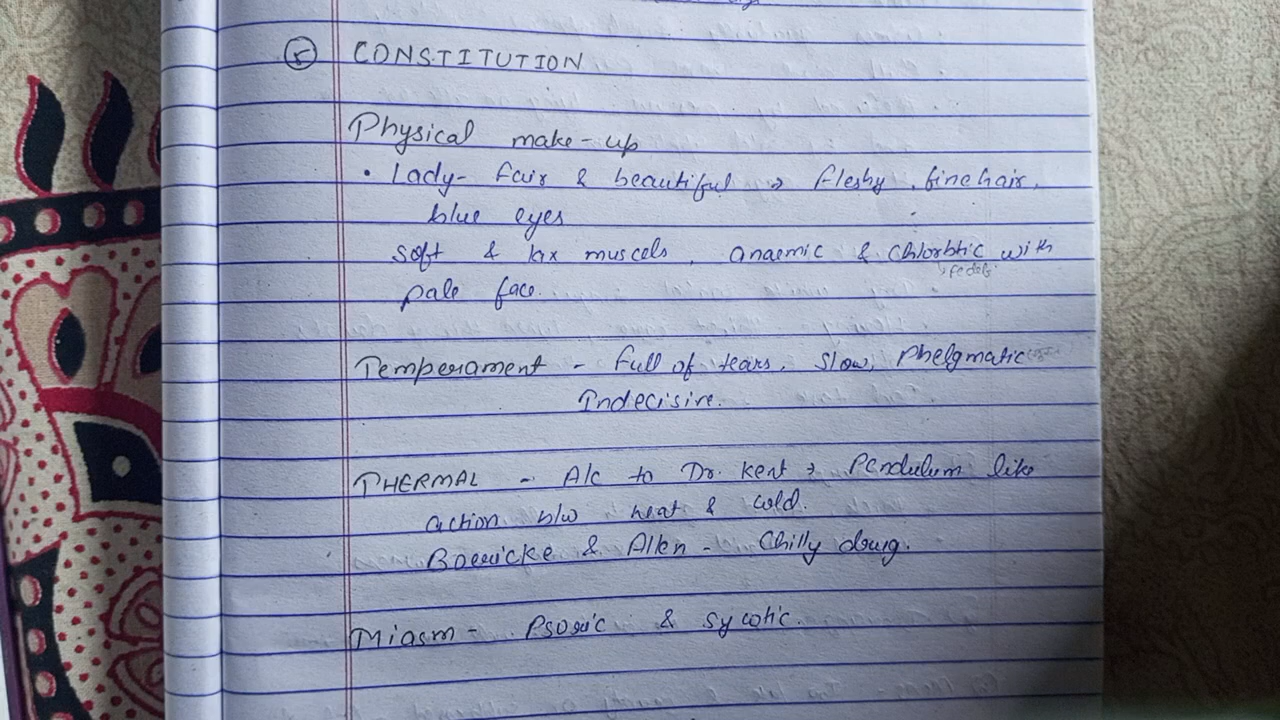 ⑤ CONSTITUTION
Physical make-up
• Lady- fair & beautiful → fleshy, fine hair,
blue eyes
soft & lax muscels, anaemic & chlorotic with
pale face.
Temperament - full of tears, slow, Phelgmatic
Indecisive.
THERMAL - A/c to Dr. Kent → Pendulum like
action b/w heat & cold.
Boericke & Allen - Chilly drug.
Miasm - Psoric & sycotic.